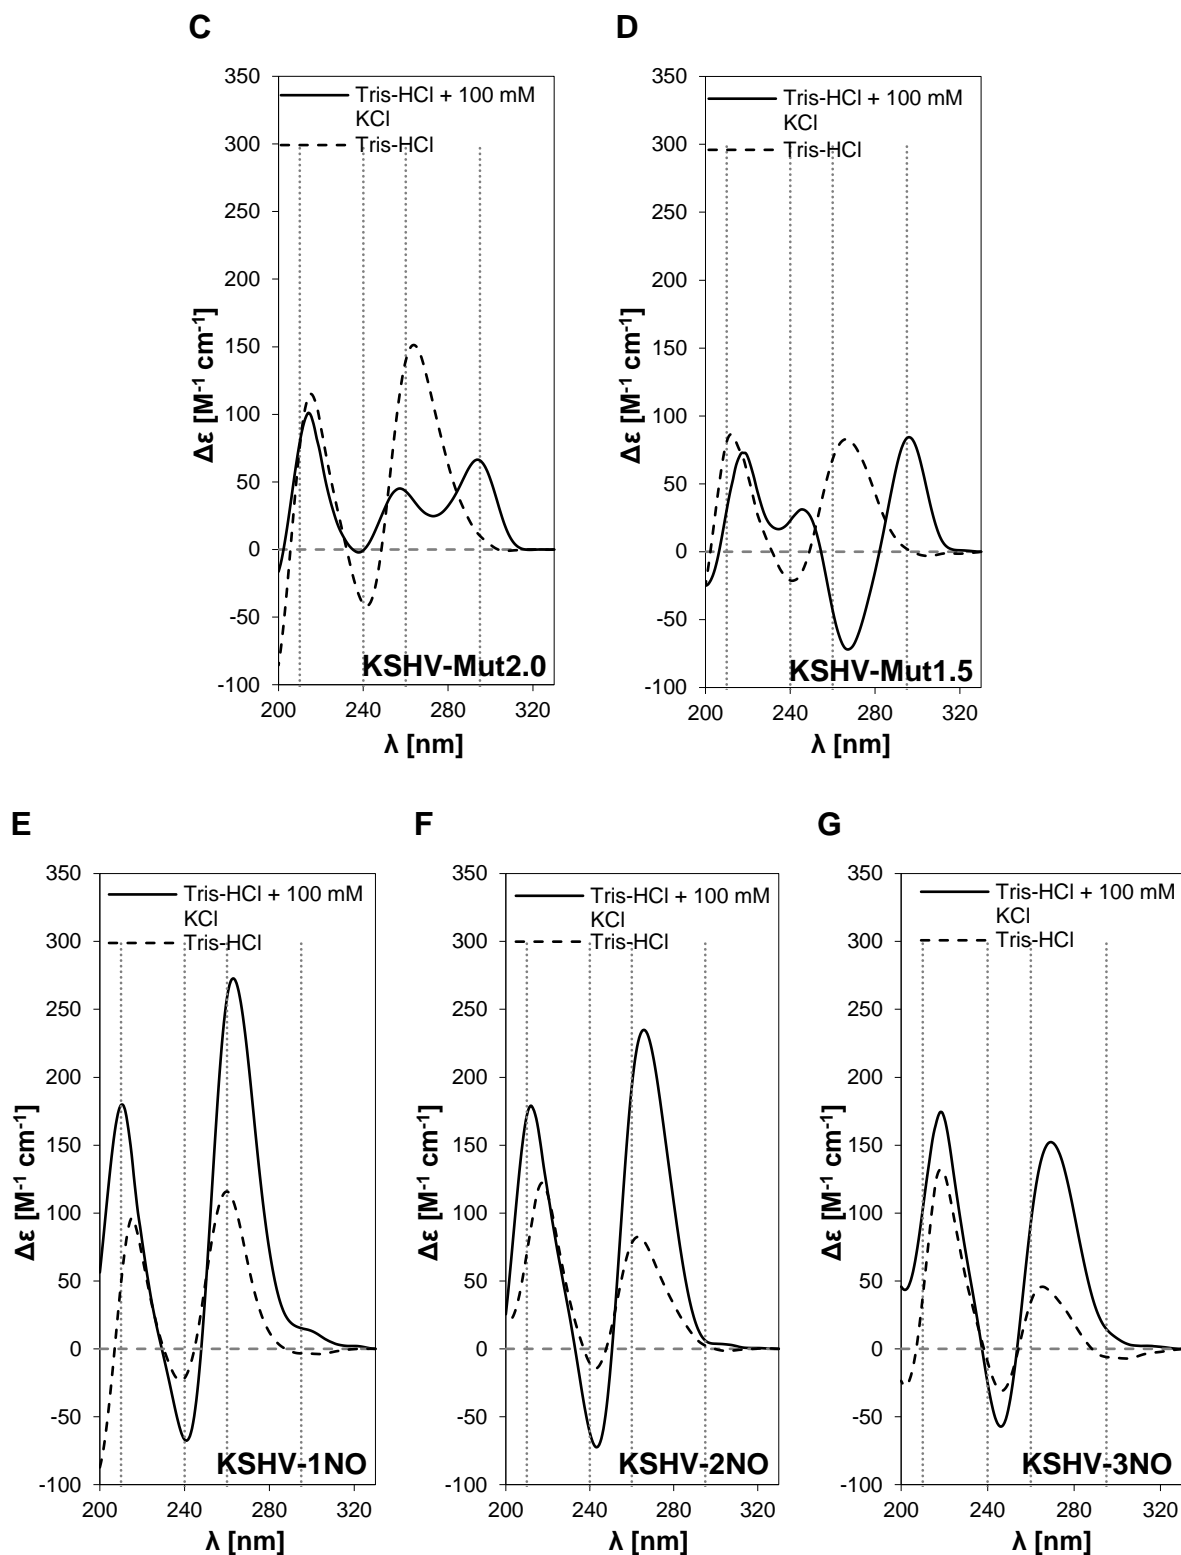 C
350
300
250
200
150
100
50
0
-50
-100
Δε [M⁻¹ cm⁻¹]
Tris-HCl + 100 mM
KCl
Tris-HCl
KSHV-Mut2.0
200 240 280 320
λ [nm]
D
350
300
250
200
150
100
50
0
-50
-100
Δε [M⁻¹ cm⁻¹]
Tris-HCl + 100 mM
KCl
Tris-HCl
KSHV-Mut1.5
200 240 280 320
λ [nm]
E
350
300
250
200
150
100
50
0
-50
-100
Δε [M⁻¹ cm⁻¹]
Tris-HCl + 100 mM
KCl
Tris-HCl
KSHV-1NO
200 240 280 320
λ [nm]
F
350
300
250
200
150
100
50
0
-50
-100
Δε [M⁻¹ cm⁻¹]
Tris-HCl + 100 mM
KCl
Tris-HCl
KSHV-2NO
200 240 280 320
λ [nm]
G
350
300
250
200
150
100
50
0
-50
-100
Δε [M⁻¹ cm⁻¹]
Tris-HCl + 100 mM
KCl
Tris-HCl
KSHV-3NO
200 240 280 320
λ [nm]